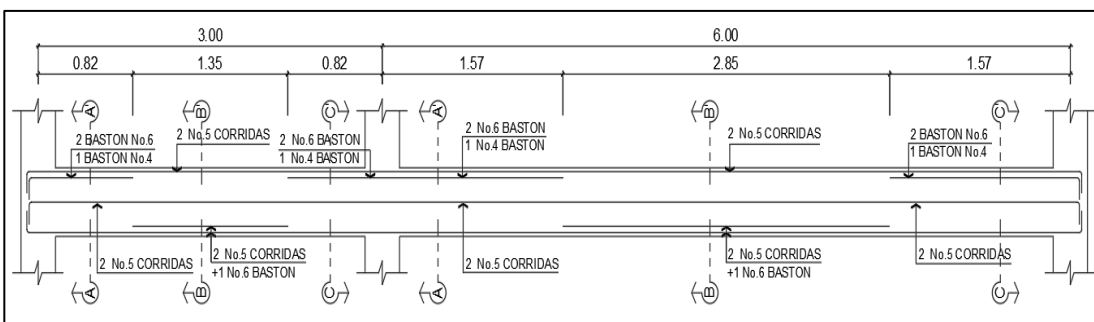 3.00
6.00
0.82
1.35
0.82
1.57
2.85
1.57
A
B
C
A
B
C
2 BASTON No.6
1 BASTON No.4
2 No.5 CORRIDAS
2 No.6 BASTON
1 No.4 BASTON
2 No.6 BASTON
1 No.4 BASTON
2 No.5 CORRIDAS
2 BASTON No.6
1 BASTON No.4
2 No.5 CORRIDAS
2 No.5 CORRIDAS
+1 No.6 BASTON
2 No.5 CORRIDAS
2 No.5 CORRIDAS
+1 No.6 BASTON
2 No.5 CORRIDAS
A
B
C
A
B
C